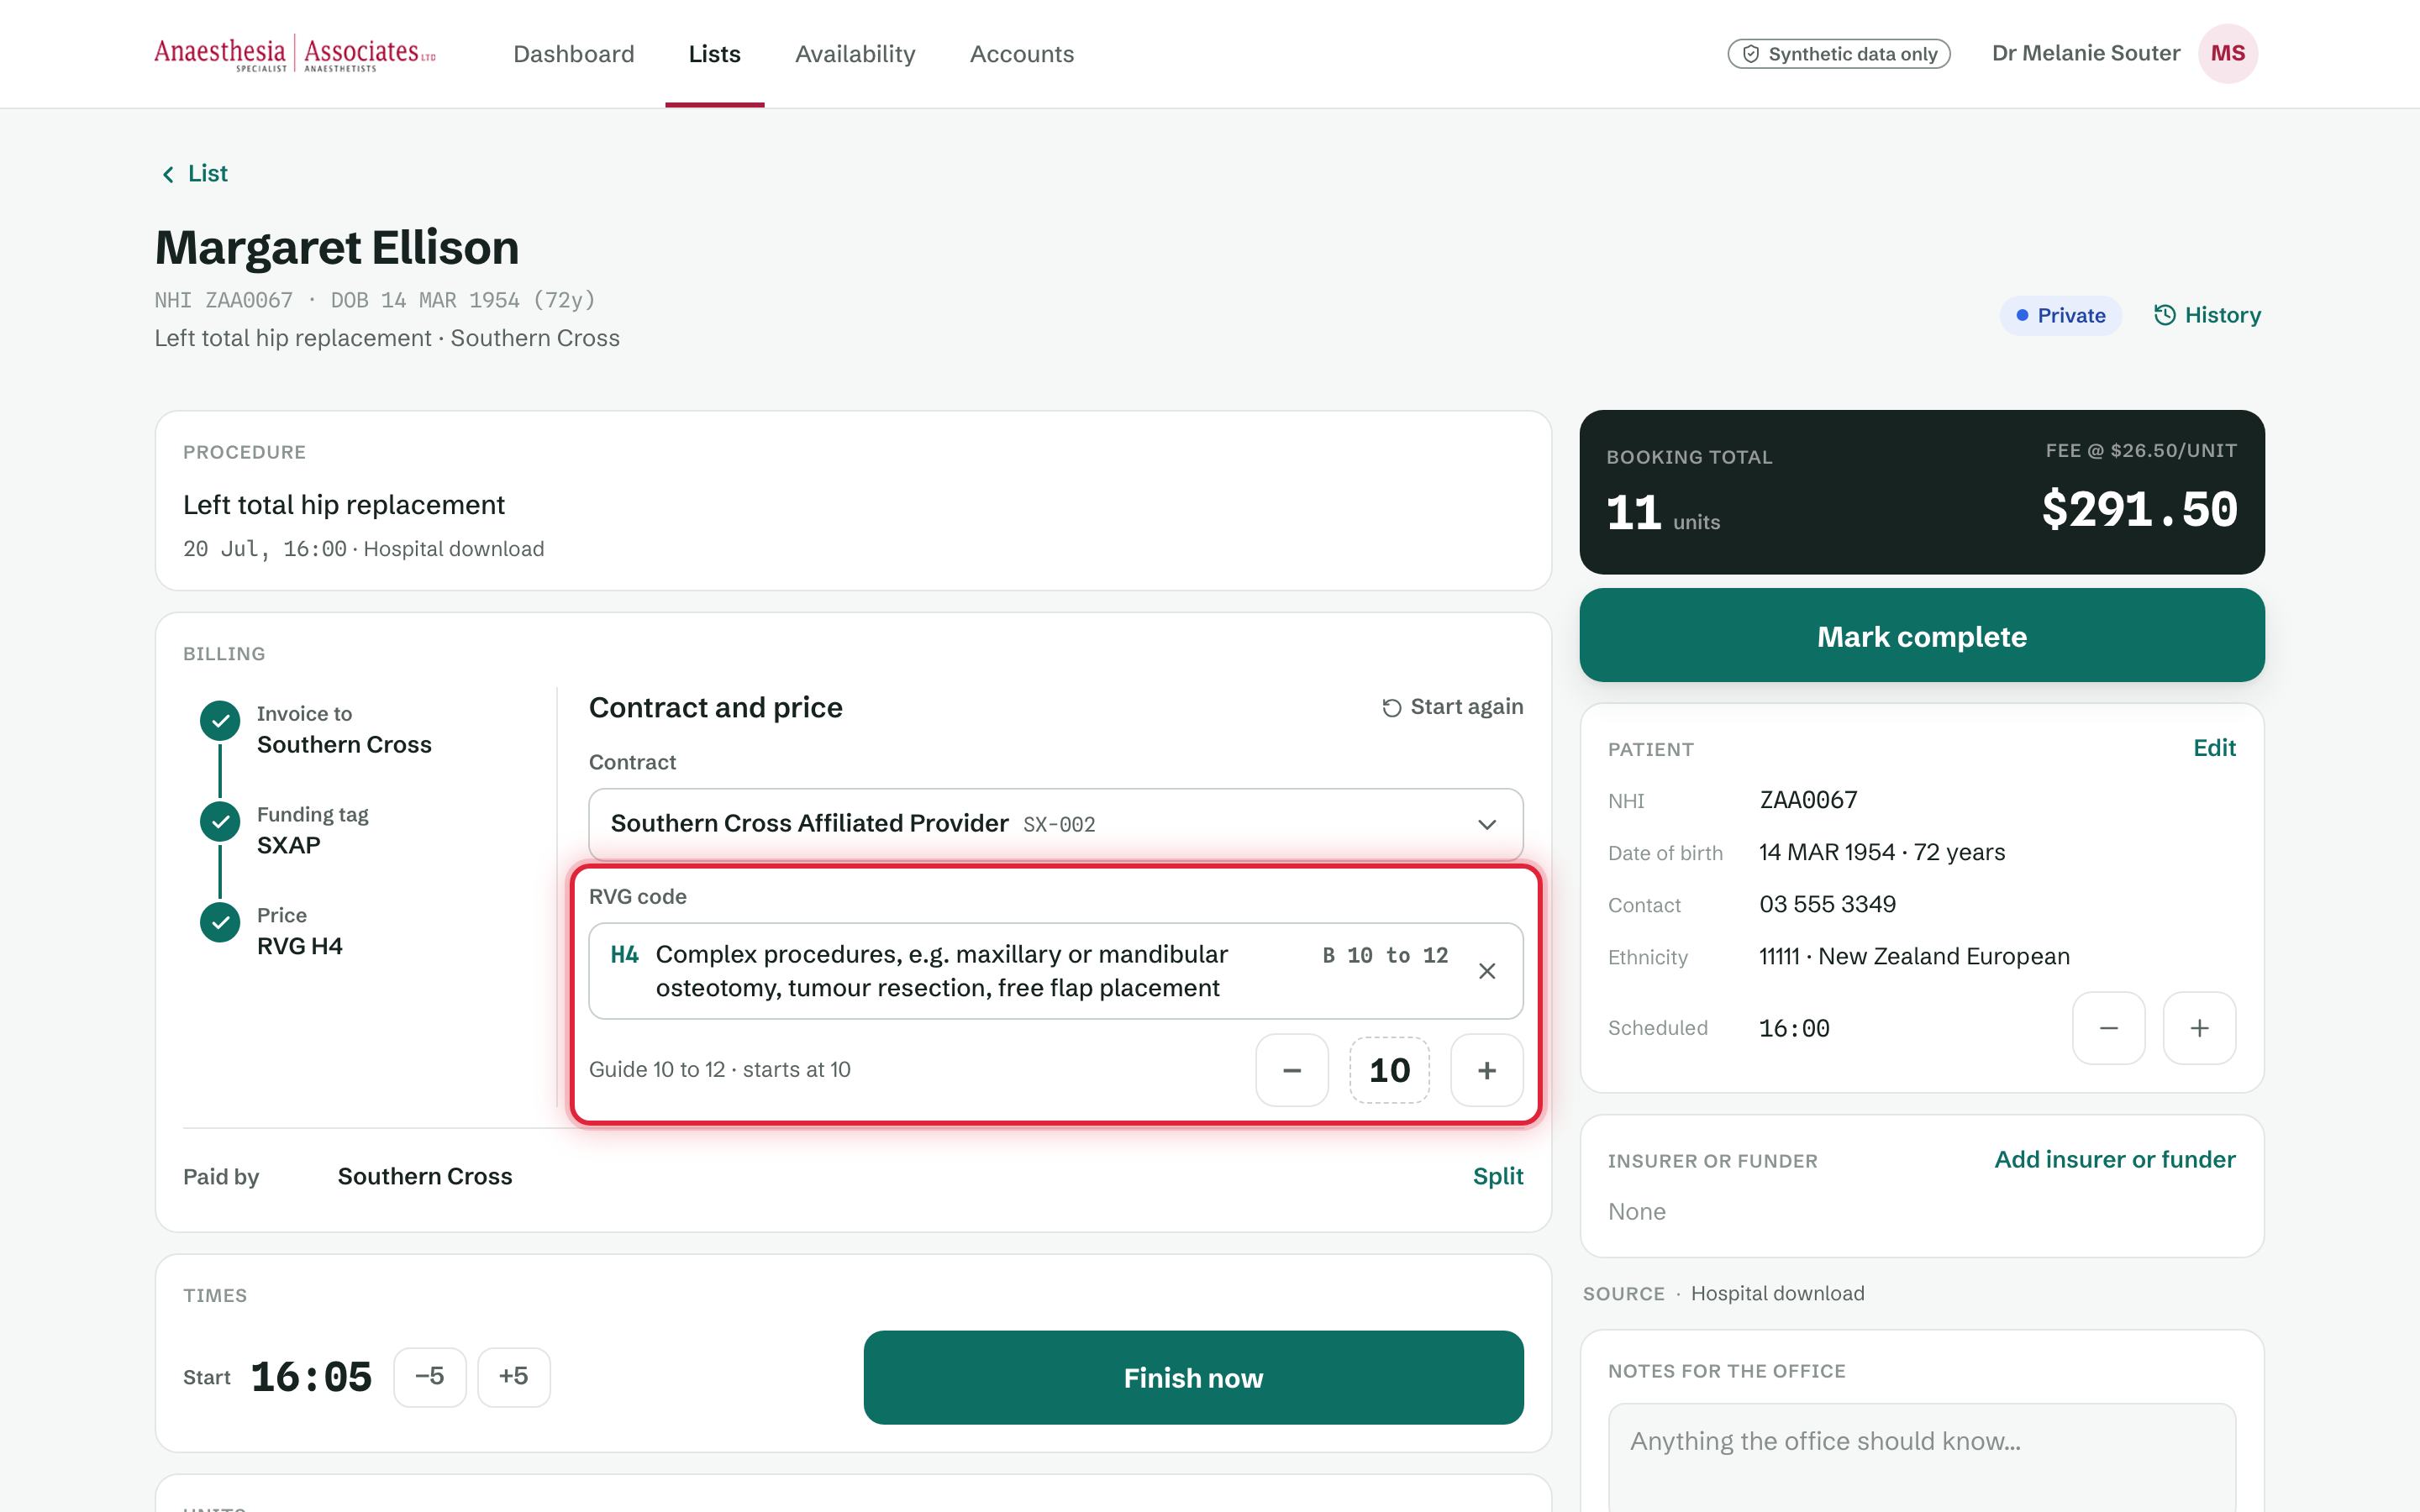 Anaesthesia | Associates LTD
SPECIALIST ANAESTHETISTS
Dashboard
Lists
Availability
Accounts
Synthetic data only
Dr Melanie Souter
MS
List
Margaret Ellison
NHI ZAA0067 · DOB 14 MAR 1954 (72y)
Left total hip replacement · Southern Cross
Private
History
PROCEDURE
Left total hip replacement
20 Jul, 16:00 · Hospital download
BILLING
Invoice to
Southern Cross
Funding tag
SXAP
Price
RVG H4
Contract and price
Start again
Contract
Southern Cross Affiliated Provider SX-002
RVG code
H4 Complex procedures, e.g. maxillary or mandibular B 10 to 12
osteotomy, tumour resection, free flap placement
Guide 10 to 12 · starts at 10
− 10 +
Paid by Southern Cross Split
TIMES
Start 16:05 −5 +5
Finish now
BOOKING TOTAL
11 units
FEE @ $26.50/UNIT
$291.50
Mark complete
PATIENT
Edit
NHI ZAA0067
Date of birth 14 MAR 1954 · 72 years
Contact 03 555 3349
Ethnicity 11111 · New Zealand European
Scheduled 16:00 − +
INSURER OR FUNDER
Add insurer or funder
None
SOURCE · Hospital download
NOTES FOR THE OFFICE
Anything the office should know...